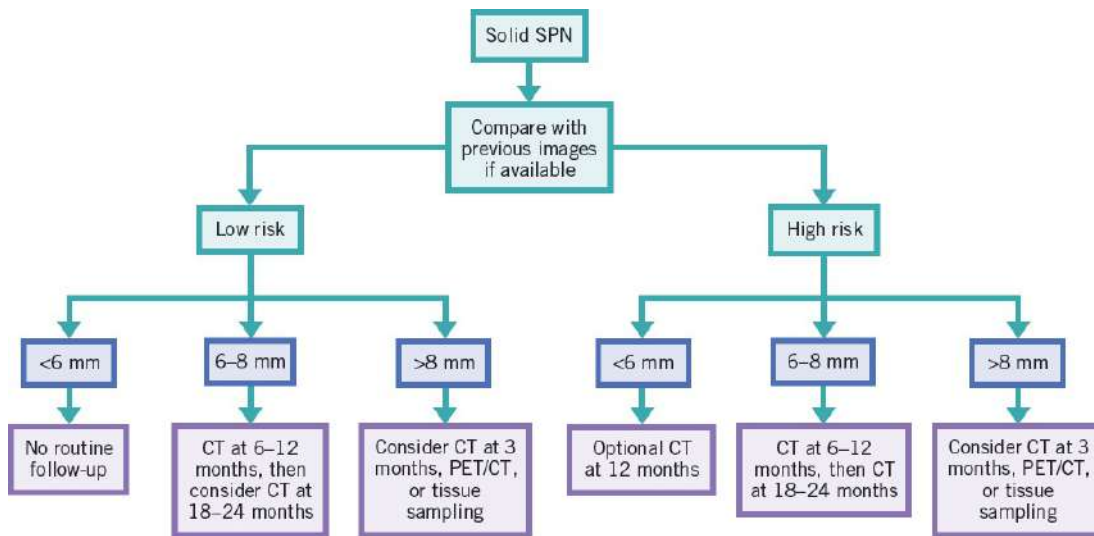 Solid SPN
Compare with
previous images
if available
Low risk
High risk
<6 mm
6–8 mm
>8 mm
<6 mm
6–8 mm
>8 mm
No routine
follow-up
CT at 6–12
months, then
consider CT at
18–24 months
Consider CT at 3
months, PET/CT,
or tissue
sampling
Optional CT
at 12 months
CT at 6–12
months, then CT
at 18–24 months
Consider CT at 3
months, PET/CT,
or tissue
sampling